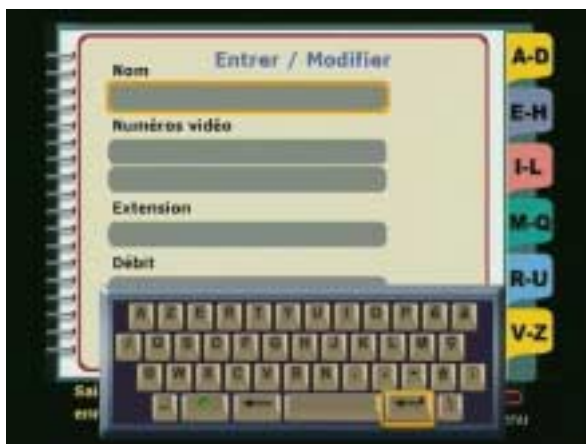 Entrer / Modifier
Nom
Numéros vidéo
Extension
Débit
A-D
E-H
I-L
M-Q
R-U
V-Z
A Z E R T Y U I O P
Q S D F G H J K L M Ç
W X C V B N